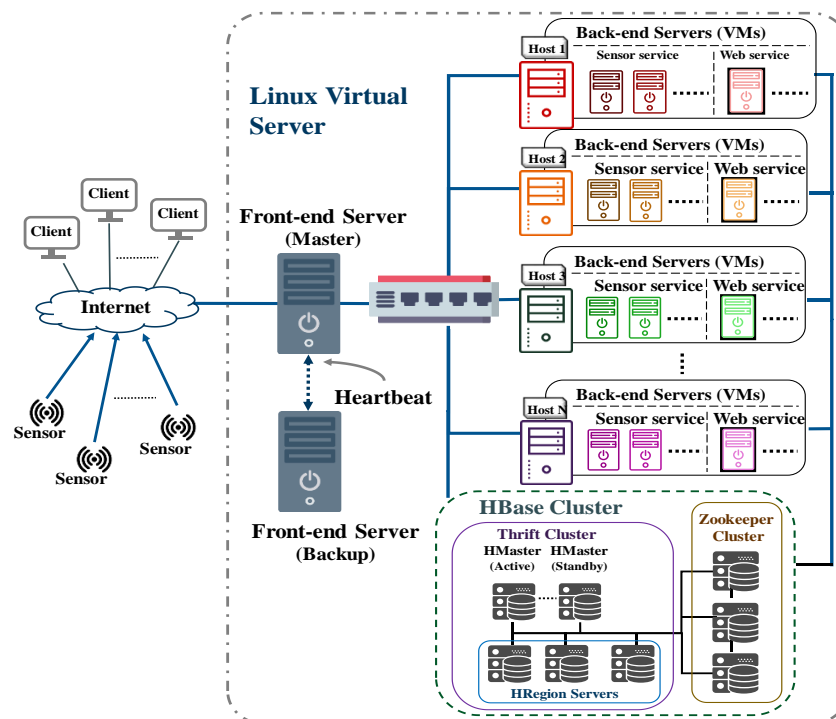 Linux Virtual
Server
Client
Client
Client
Internet
Sensor
Sensor
Sensor
Front-end Server
(Master)
Heartbeat
Front-end Server
(Backup)
Host 1
Back-end Servers (VMs)
Sensor service
Web service
Host 2
Back-end Servers (VMs)
Sensor service
Web service
Host 3
Back-end Servers (VMs)
Sensor service
Web service
Host N
Back-end Servers (VMs)
Sensor service
Web service
HBase Cluster
Thrift Cluster
HMaster
(Active)
HMaster
(Standby)
HRegion Servers
Zookeeper
Cluster